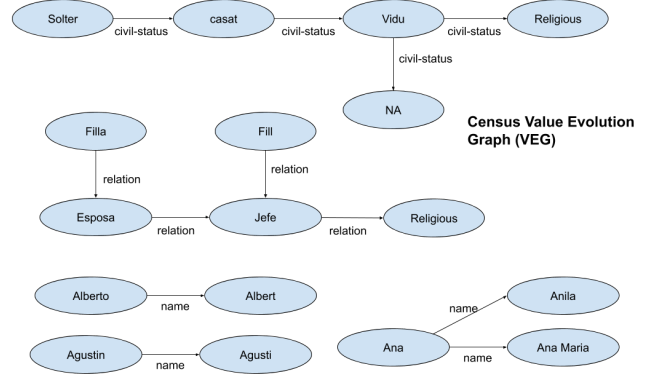 Solter
casat
Vidu
Religious
civil-status
civil-status
civil-status
civil-status
NA
Census Value Evolution
Graph (VEG)
Filla
Fill
relation
relation
Esposa
Jefe
Religious
relation
relation
Alberto
Albert
name
Anila
name
Agustin
Agusti
name
Ana
Ana Maria
name